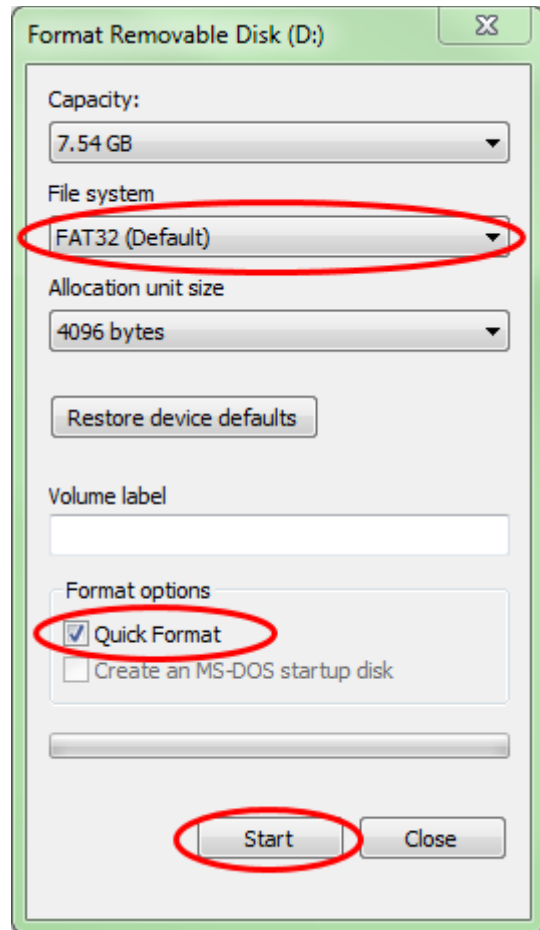 Format Removable Disk (D:)
Capacity:
7.54 GB
File system
FAT32 (Default)
Allocation unit size
4096 bytes
Restore device defaults
Volume label
Format options
Quick Format
Create an MS-DOS startup disk
Start Close